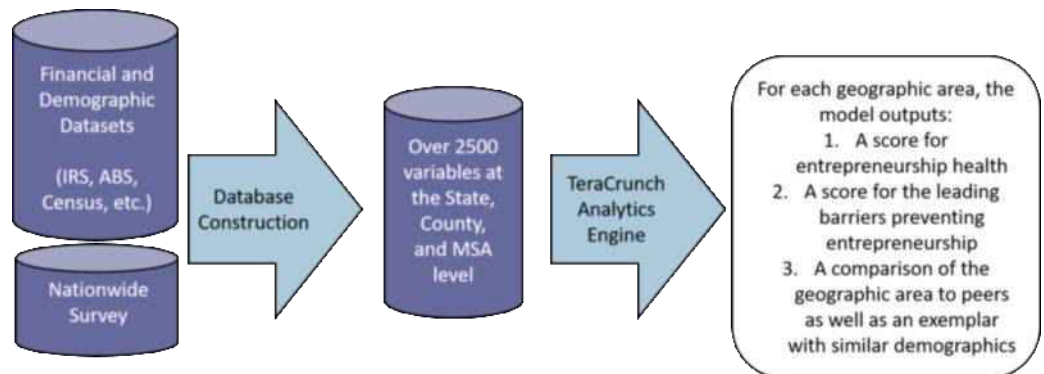 Financial and
Demographic
Datasets
(IRS, ABS,
Census, etc.)
Nationwide
Survey
Database
Construction
Over 2500
variables at
the State,
County,
and MSA
level
TeraCrunch
Analytics
Engine
For each geographic area, the
model outputs:
1. A score for
entrepreneurship health
2. A score for the leading
barriers preventing
entrepreneurship
3. A comparison of the
geographic area to peers
as well as an exemplar
with similar demographics